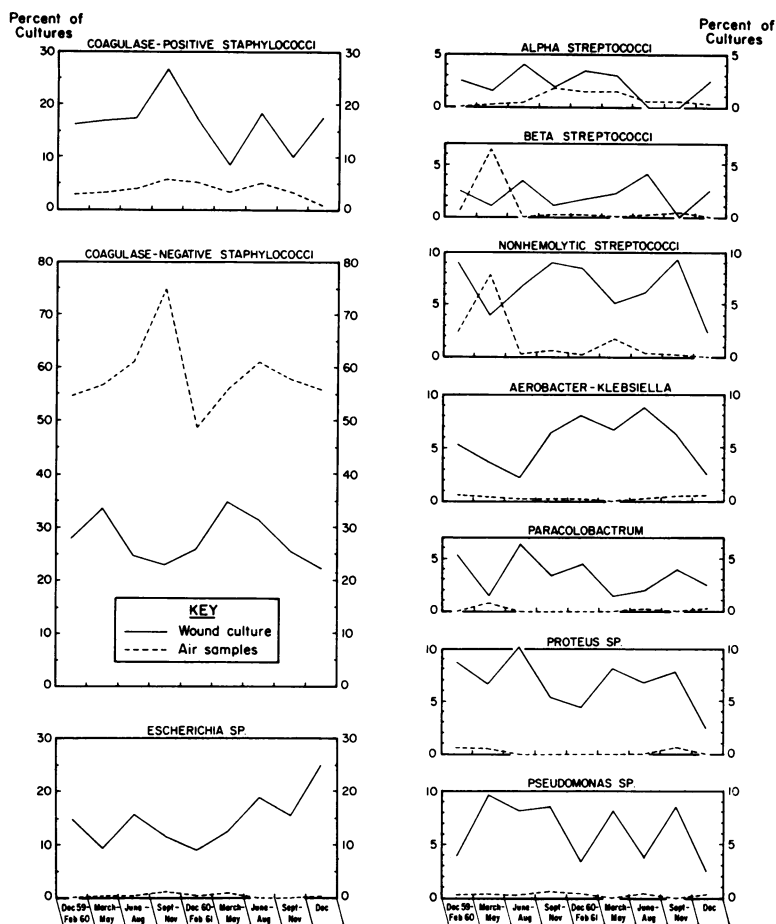 Percent of
Cultures
COAGULASE-POSITIVE STAPHYLOCOCCI
30 30
20 20
10 10
0 0
COAGULASE-NEGATIVE STAPHYLOCOCCI
80 80
70 70
60 60
50 50
40 40
30 30
20 20
10 10
0 0
KEY
Wound culture
Air samples
ESCHERICHIA SP.
30 30
20 20
10 10
0 0
Dec 59- March- June- Sept- Dec 60- March- June- Sept- Dec
Feb 60 May Aug Nov Feb 61 May Aug Nov
Percent of
Cultures
ALPHA STREPTOCOCCI
5 5
0 0
BETA STREPTOCOCCI
5 5
0 0
NONHEMOLYTIC STREPTOCOCCI
10 10
5 5
0 0
AEROBACTER-KLEBSIELLA
10 10
5 5
0 0
PARACOLOBACTRUM
5 5
0 0
PROTEUS SP.
10 10
5 5
0 0
PSEUDOMONAS SP.
10 10
5 5
0 0
Dec 59- March- June- Sept- Dec 60- March- June- Sept- Dec
Feb 60 May Aug Nov Feb 61 May Aug Nov